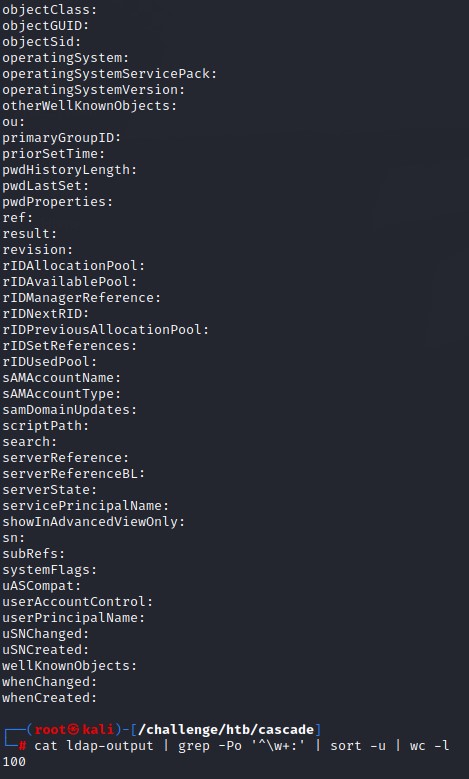 objectClass:
objectGUID:
objectSid:
operatingSystem:
operatingSystemServicePack:
operatingSystemVersion:
otherWellKnownObjects:
ou:
primaryGroupID:
priorSetTime:
pwdHistoryLength:
pwdLastSet:
pwdProperties:
ref:
result:
revision:
rIDAllocationPool:
rIDAvailablePool:
rIDManagerReference:
rIDNextRID:
rIDPreviousAllocationPool:
rIDSetReferences:
rIDUsedPool:
sAMAccountName:
sAMAccountType:
samDomainUpdates:
scriptPath:
search:
serverReference:
serverReferenceBL:
serverState:
servicePrincipalName:
showInAdvancedViewOnly:
sn:
subRefs:
systemFlags:
uASCompat:
userAccountControl:
userPrincipalName:
uSNChanged:
uSNCreated:
wellKnownObjects:
whenChanged:
whenCreated:
┌──(root㉿kali)-[/challenge/htb/cascade]
└─# cat ldap-output | grep -Po '^\w+:' | sort -u | wc -l
100